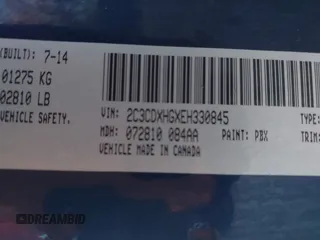 (BUILT): 7-14
01275 KG
02810 LB
VEHICLE SAFETY.
VIN: 2C3CDXHGXEH330845
MDH: 072810 084AA
PAINT: PBX
VEHICLE MADE IN CANADA
TYPE:
TRIM:
DREAMBID